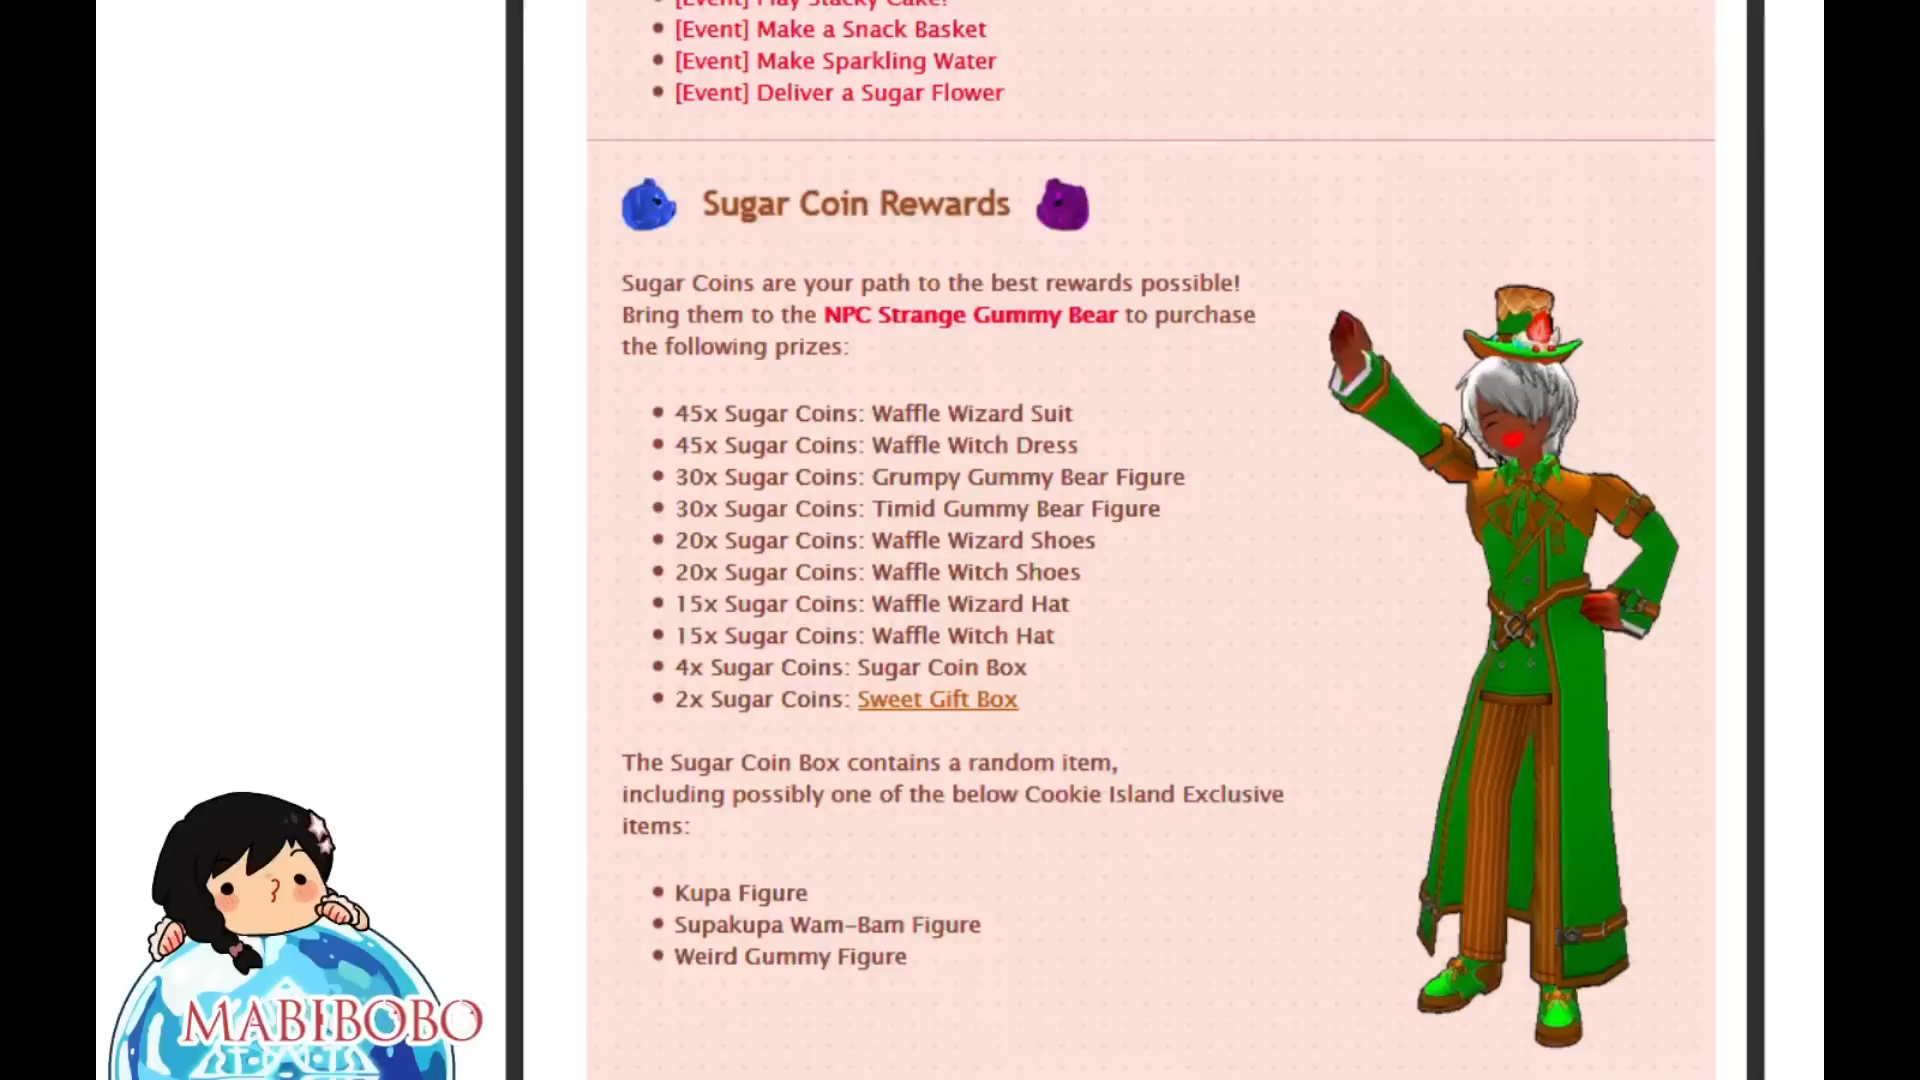 [Event] Play Stacky Cake!
[Event] Make a Snack Basket
[Event] Make Sparkling Water
[Event] Deliver a Sugar Flower
Sugar Coin Rewards
Sugar Coins are your path to the best rewards possible!
Bring them to the NPC Strange Gummy Bear to purchase
the following prizes:
45x Sugar Coins: Waffle Wizard Suit
45x Sugar Coins: Waffle Witch Dress
30x Sugar Coins: Grumpy Gummy Bear Figure
30x Sugar Coins: Timid Gummy Bear Figure
20x Sugar Coins: Waffle Wizard Shoes
20x Sugar Coins: Waffle Witch Shoes
15x Sugar Coins: Waffle Wizard Hat
15x Sugar Coins: Waffle Witch Hat
4x Sugar Coins: Sugar Coin Box
2x Sugar Coins: Sweet Gift Box
The Sugar Coin Box contains a random item,
including possibly one of the below Cookie Island Exclusive
items:
Kupa Figure
Supakupa Wam-Bam Figure
Weird Gummy Figure
MABIBOBO